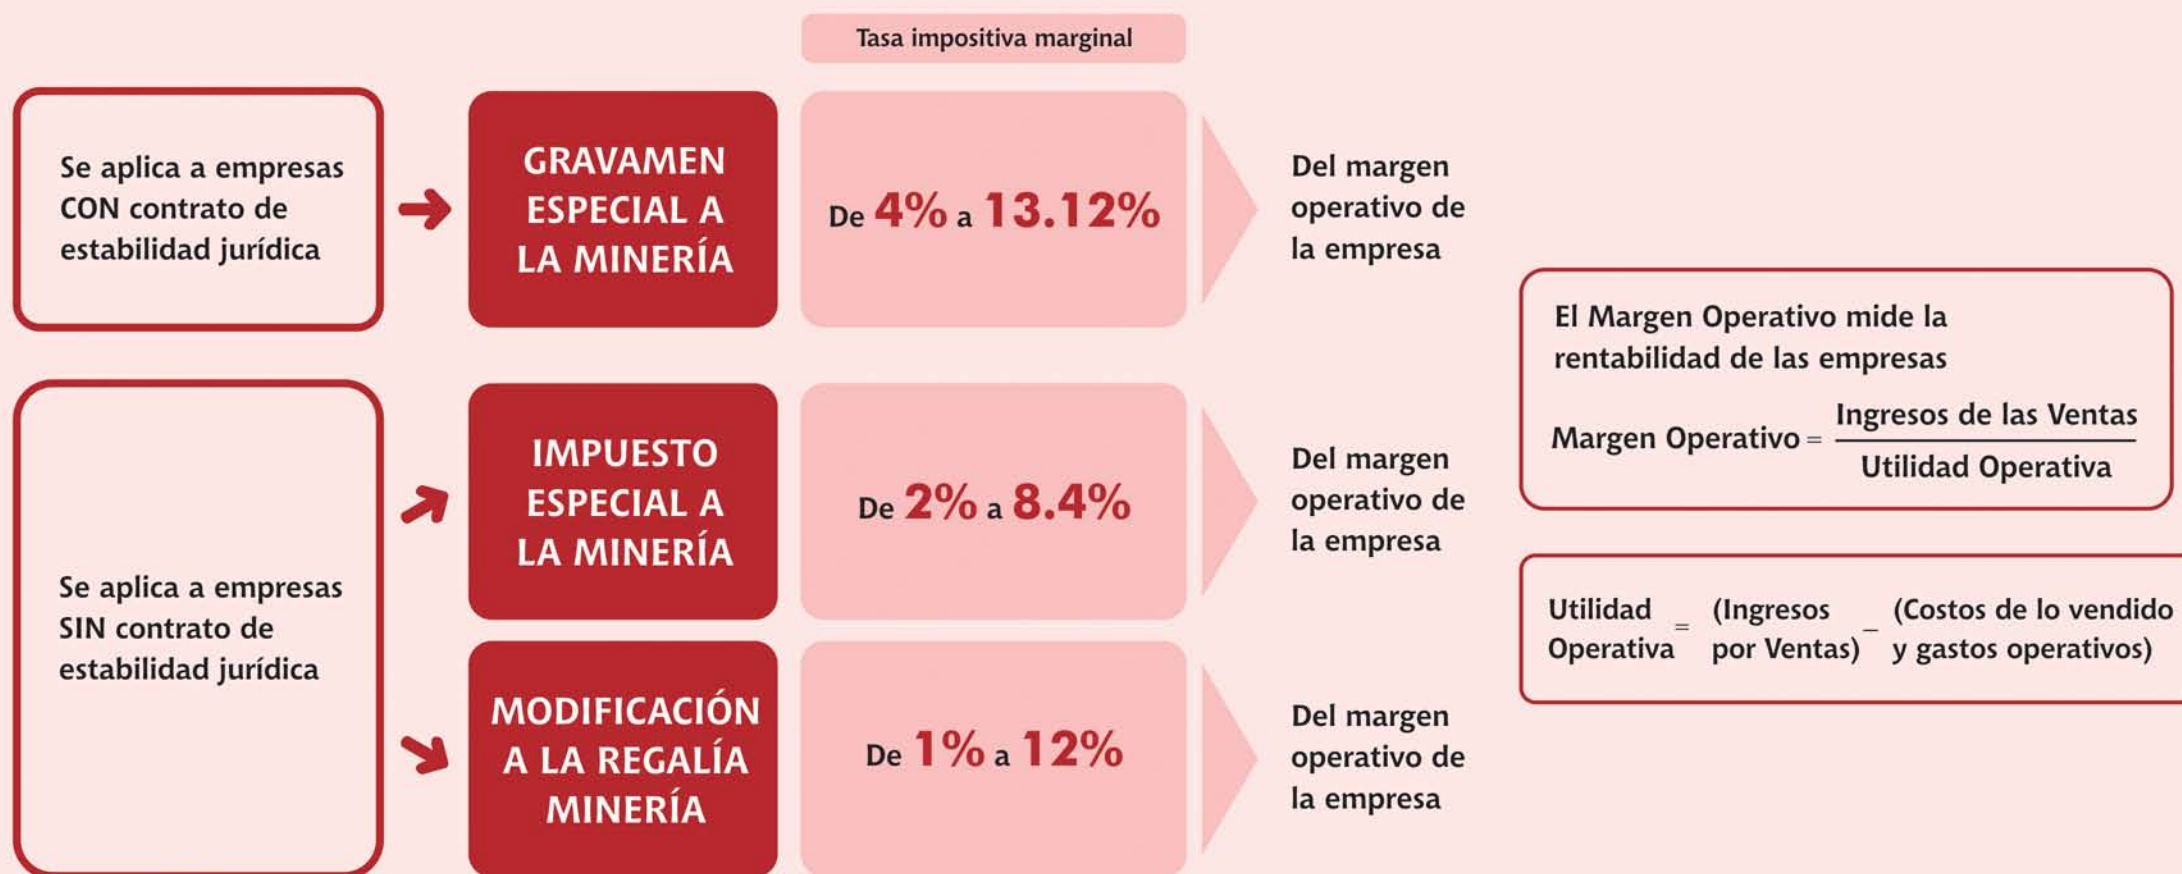 Tasa impositiva marginal
Se aplica a empresas
CON contrato de
estabilidad jurídica
GRAVAMEN
ESPECIAL A
LA MINERÍA
De 4% a 13.12%
Del margen
operativo de
la empresa
Se aplica a empresas
SIN contrato de
estabilidad jurídica
IMPUESTO
ESPECIAL A
LA MINERÍA
De 2% a 8.4%
Del margen
operativo de
la empresa
MODIFICACIÓN
A LA REGALÍA
MINERÍA
De 1% a 12%
Del margen
operativo de
la empresa
El Margen Operativo mide la
rentabilidad de las empresas
Ingresos de las Ventas
Margen Operativo =
Utilidad Operativa
Utilidad = (Ingresos – (Costos de lo vendido
Operativa por Ventas) y gastos operativos)